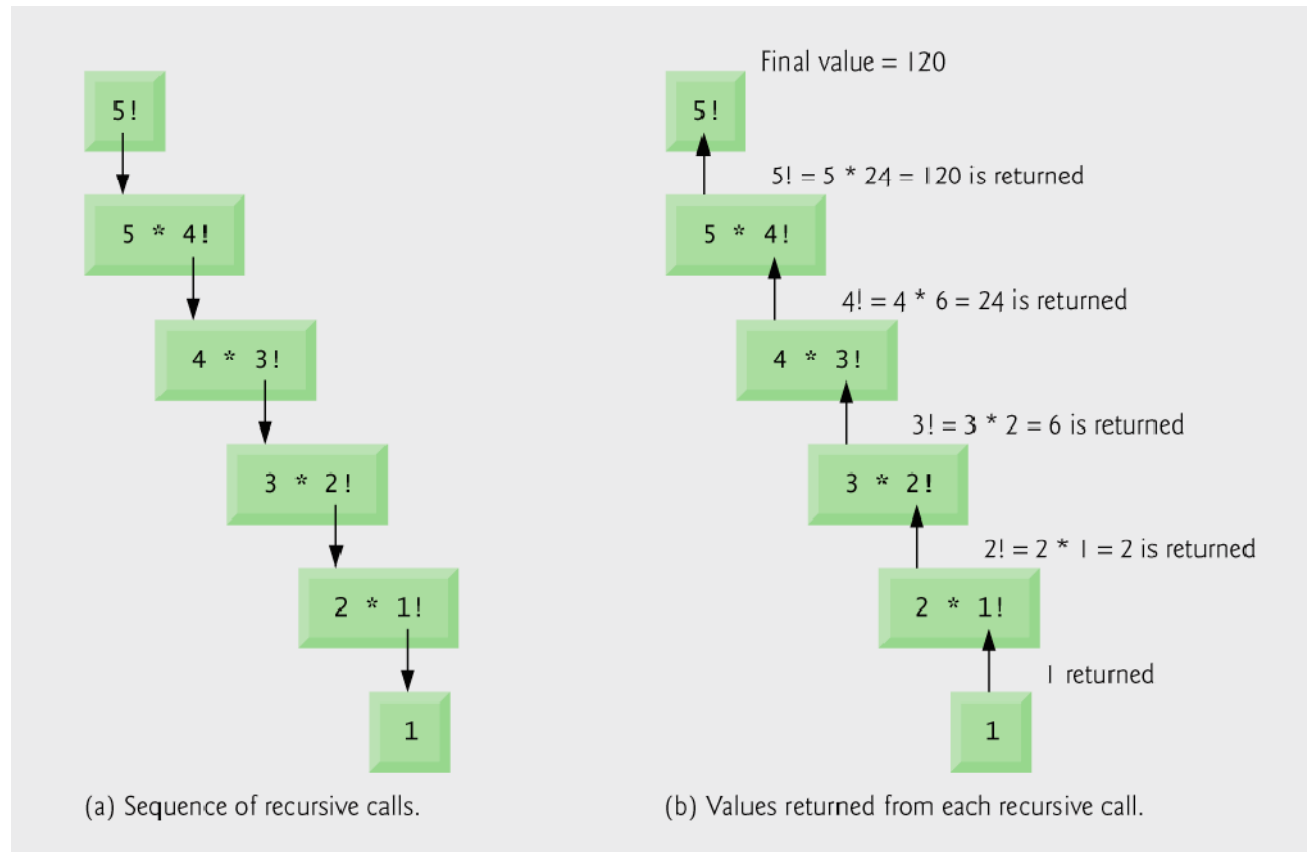 5!
5 * 4!
4 * 3!
3 * 2!
2 * 1!
1
(a) Sequence of recursive calls.
Final value = 120
5!
5! = 5 * 24 = 120 is returned
5 * 4!
4! = 4 * 6 = 24 is returned
4 * 3!
3! = 3 * 2 = 6 is returned
3 * 2!
2! = 2 * 1 = 2 is returned
2 * 1!
1 returned
1
(b) Values returned from each recursive call.